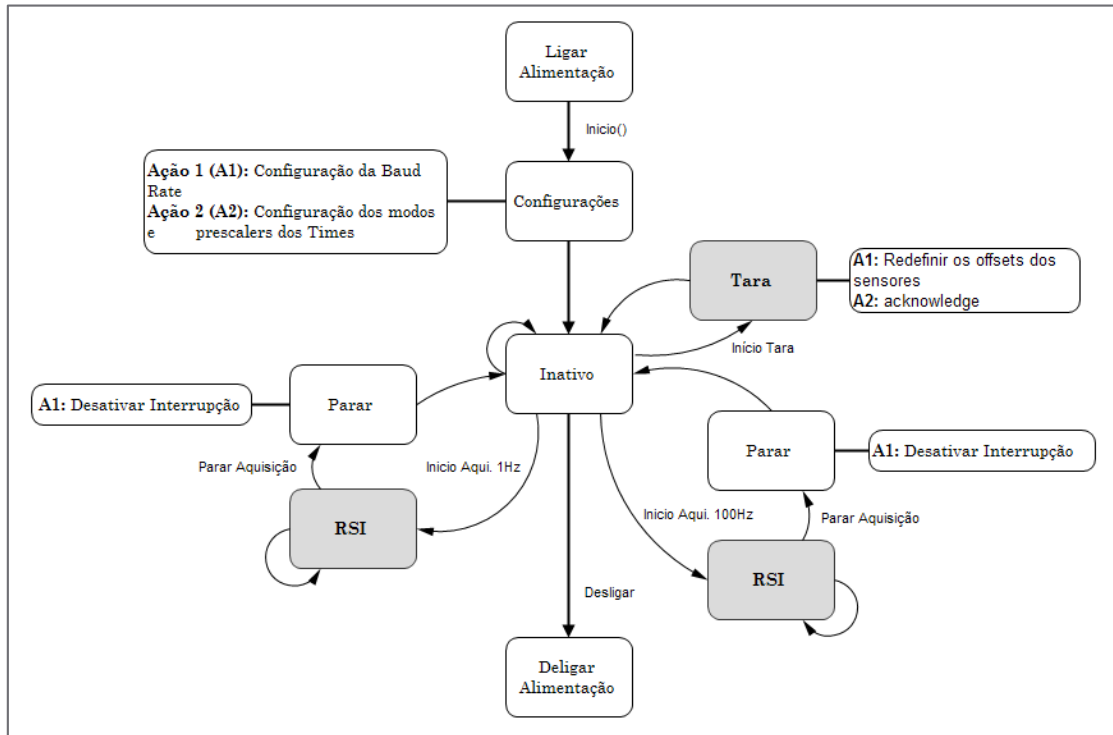 Ligar
Alimentação
Inicio()
Ação 1 (A1): Configuração da Baud
Rate
Ação 2 (A2): Configuração dos modos
e prescalers dos Times
Configurações
Tara
A1: Redefinir os offsets dos
sensores
A2: acknowledge
Início Tara
Inativo
A1: Desativar Interrupção
Parar
Parar
A1: Desativar Interrupção
Parar Aquisição
Inicio Aqui. 1Hz
RSI
Inicio Aqui. 100Hz
Parar Aquisição
RSI
Desligar
Deligar
Alimentação